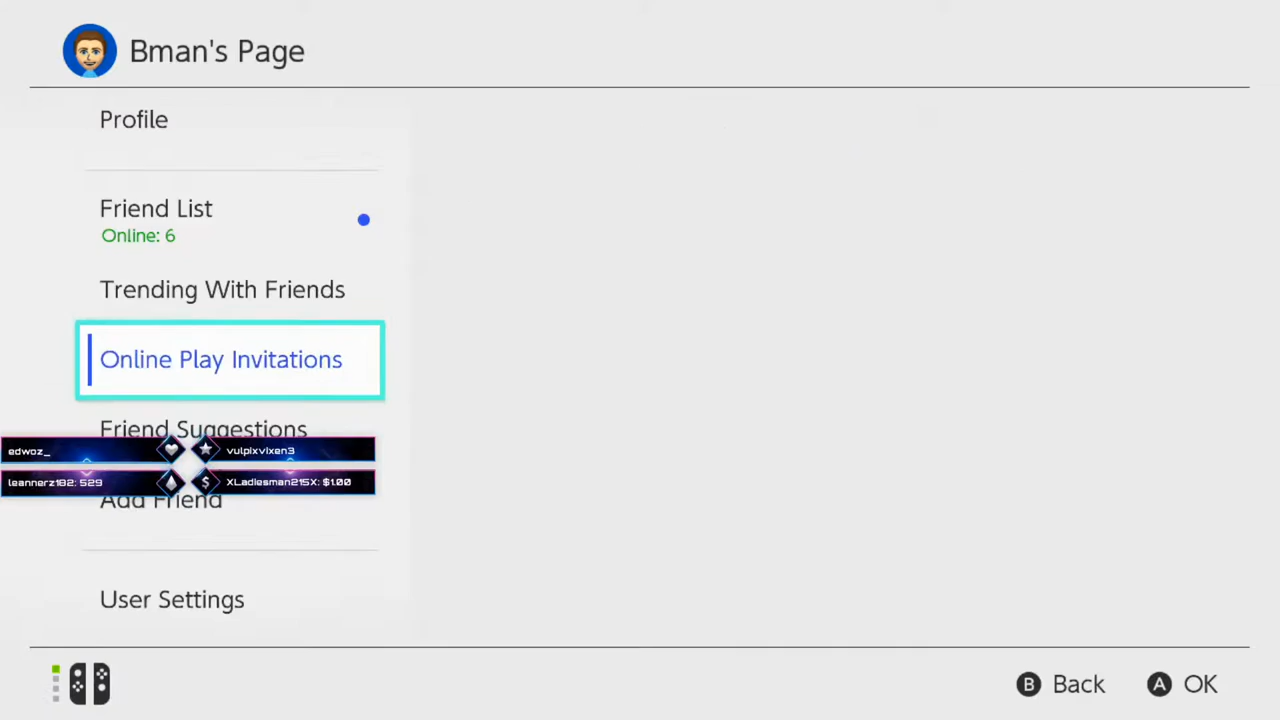 Bman's Page
Profile
Friend List
Online: 6
Trending With Friends
Online Play Invitations
Friend Suggestions
edwoz_
vulpixvixen3
leannerz182: 529
XLadiesman215X: $1.00
Add Friend
User Settings
B Back
A OK